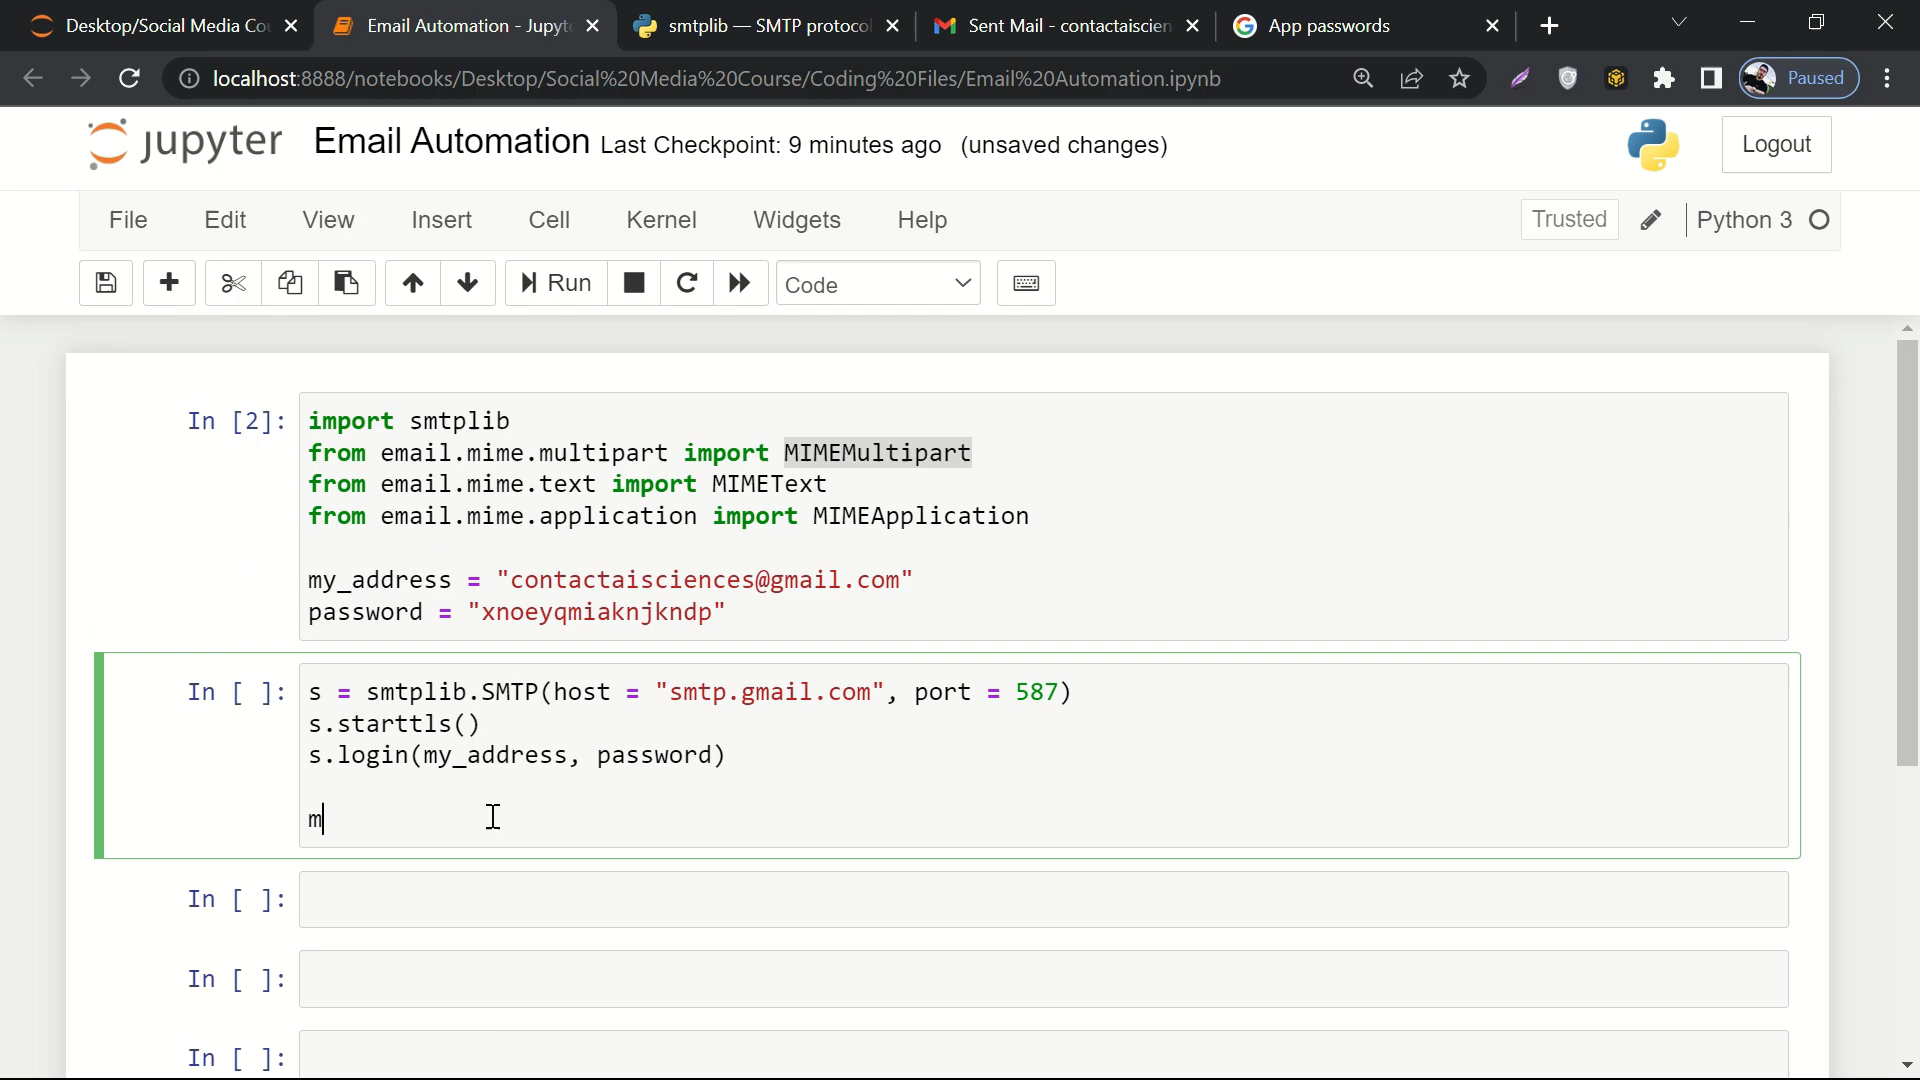 Desktop/Social Media Co
Email Automation - Jupyte
smtplib — SMTP protocol
Sent Mail - contactaiscien
App passwords
localhost:8888/notebooks/Desktop/Social%20Media%20Course/Coding%20Files/Email%20Automation.ipynb
Paused
jupyter Email Automation Last Checkpoint: 9 minutes ago (unsaved changes)
Logout
File Edit View Insert Cell Kernel Widgets Help
Trusted
Python 3
Run
Code
In [2]: import smtplib
from email.mime.multipart import MIMEMultipart
from email.mime.text import MIMEText
from email.mime.application import MIMEApplication
my_address = "contactaisciences@gmail.com"
password = "xnoeyqmiaknjkndp"
In [ ]: s = smtplib.SMTP(host = "smtp.gmail.com", port = 587)
s.starttls()
s.login(my_address, password)
m
In [ ]:
In [ ]:
In [ ]: